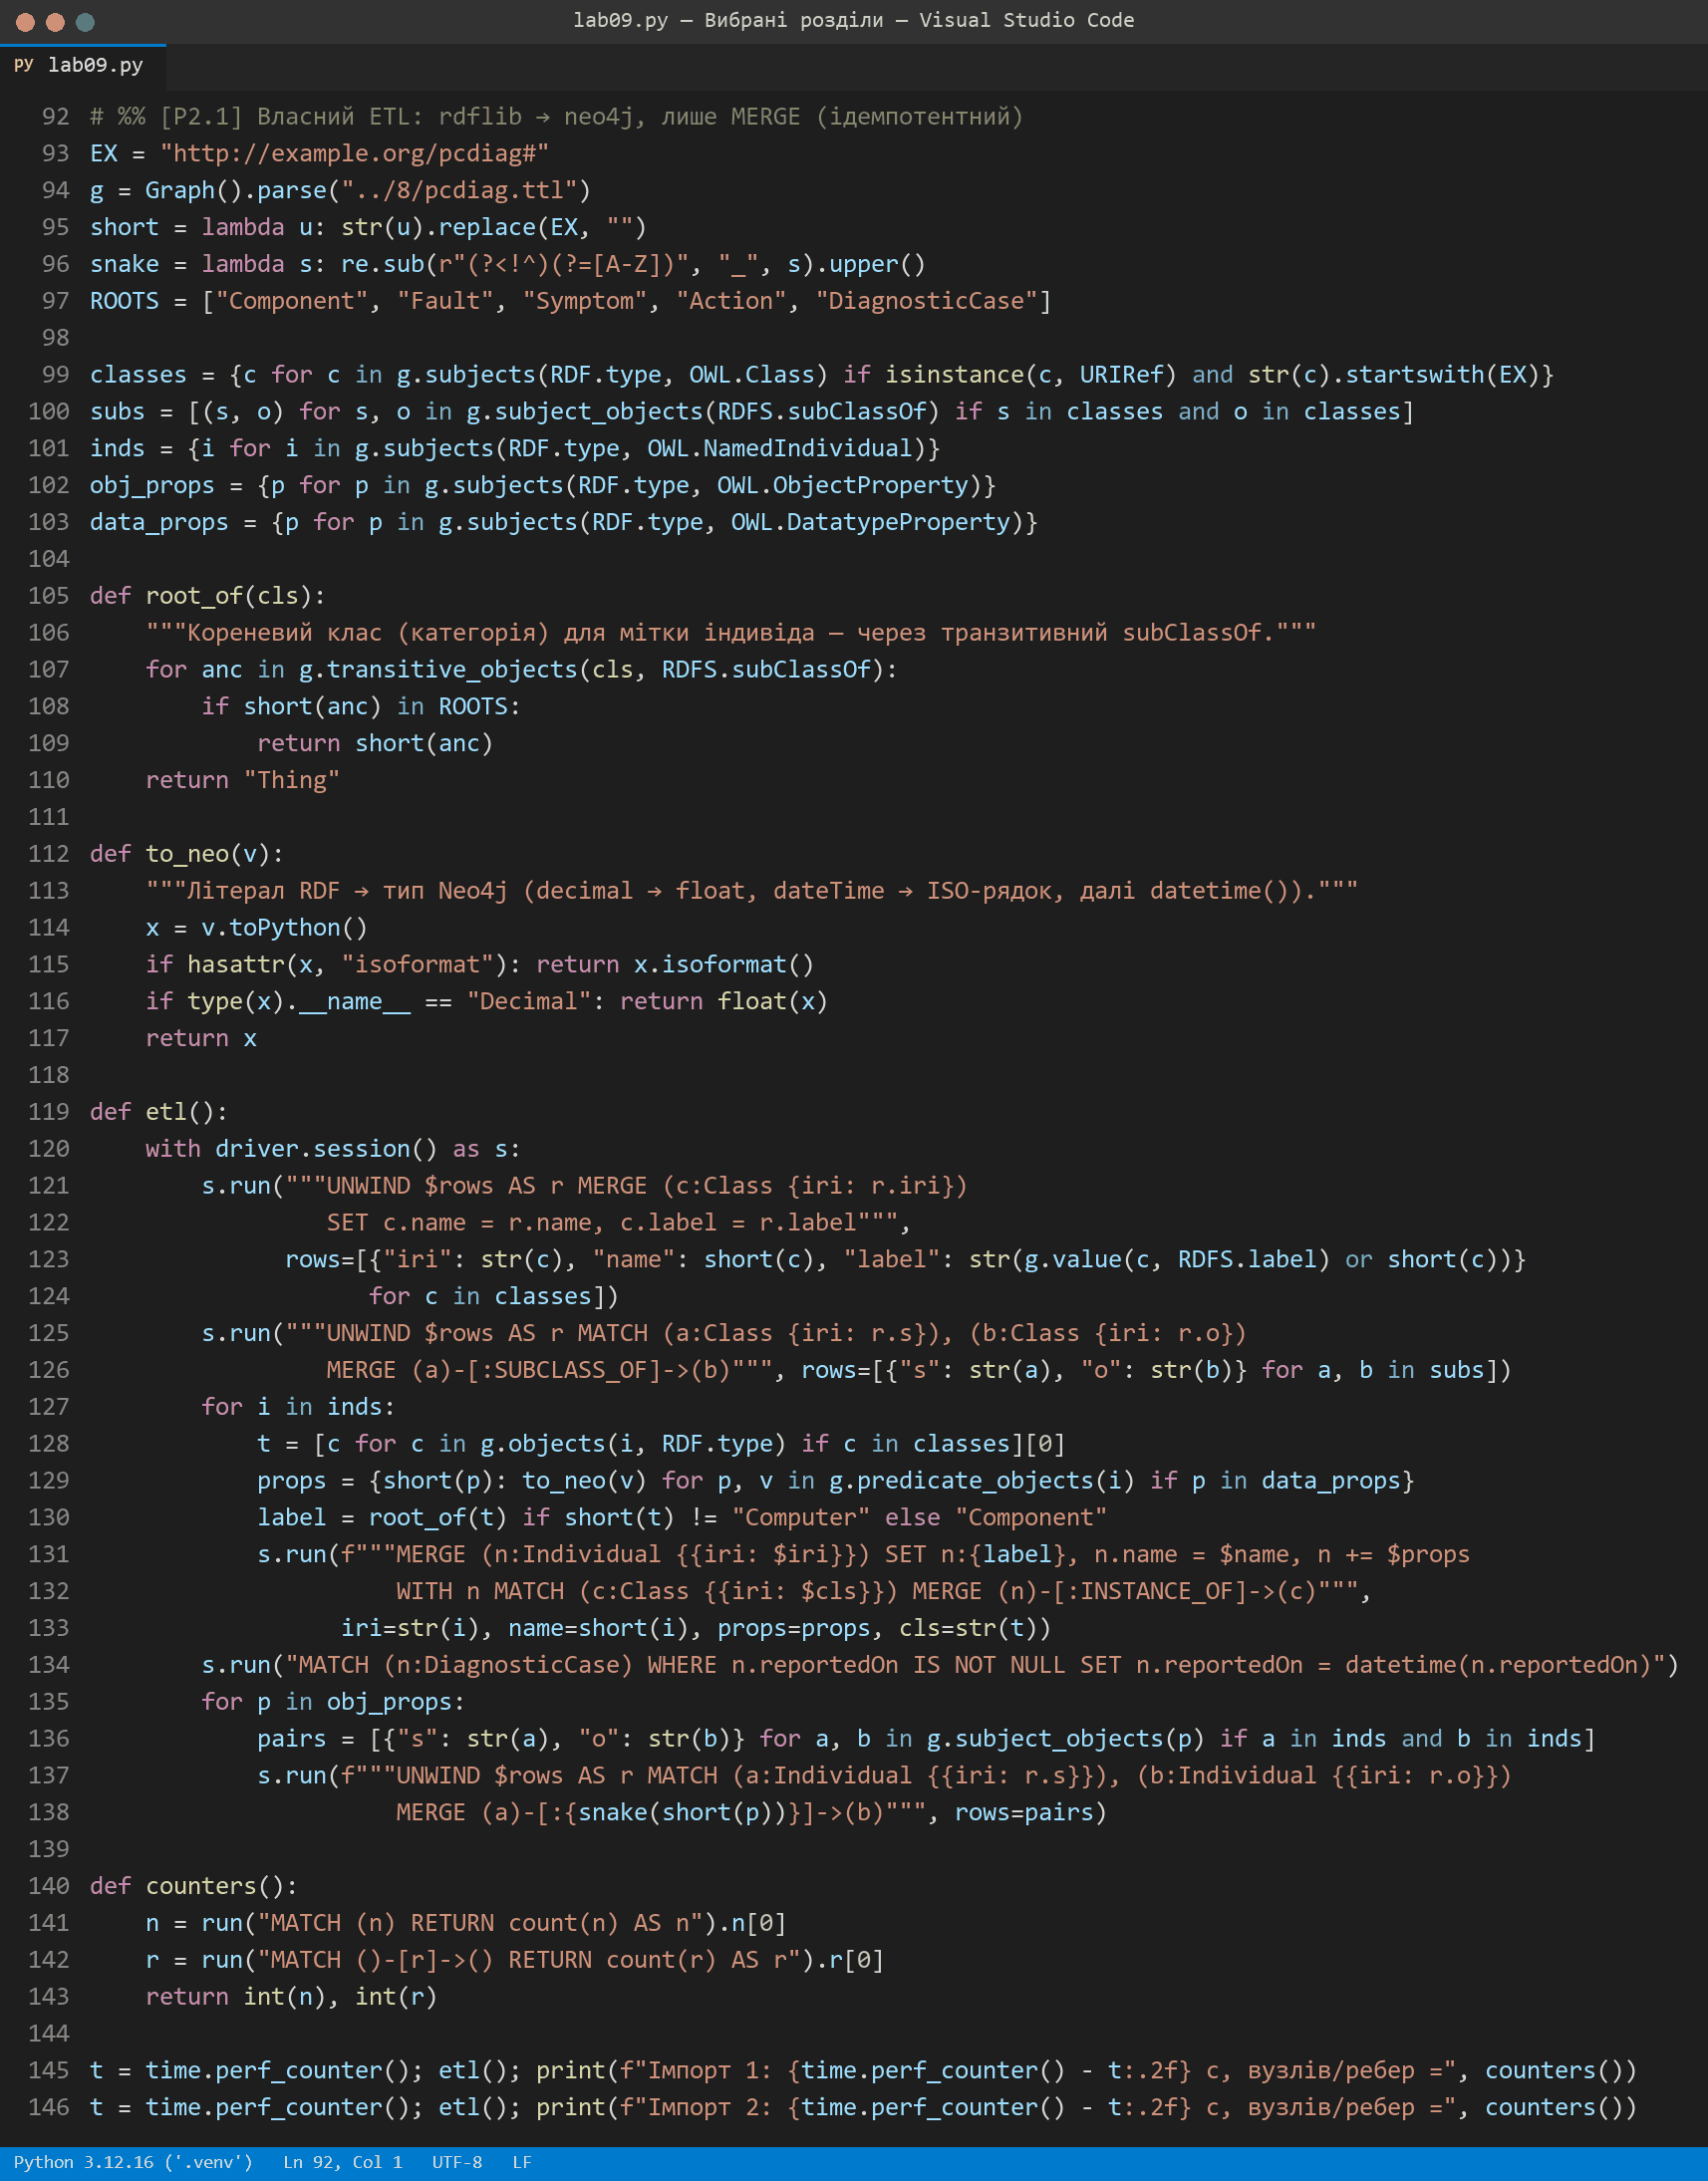 lab09.py — Вибрані розділи — Visual Studio Code
py lab09.py
92 # %% [P2.1] Власний ETL: rdflib → neo4j, лише MERGE (ідемпотентний)
93 EX = "http://example.org/pcdiag#"
94 g = Graph().parse("../8/pcdiag.ttl")
95 short = lambda u: str(u).replace(EX, "")
96 snake = lambda s: re.sub(r"(?<!^)(?=[A-Z])", "_", s).upper()
97 ROOTS = ["Component", "Fault", "Symptom", "Action", "DiagnosticCase"]
98
99 classes = {c for c in g.subjects(RDF.type, OWL.Class) if isinstance(c, URIRef) and str(c).startswith(EX)}
100 subs = [(s, o) for s, o in g.subject_objects(RDFS.subClassOf) if s in classes and o in classes]
101 inds = {i for i in g.subjects(RDF.type, OWL.NamedIndividual)}
102 obj_props = {p for p in g.subjects(RDF.type, OWL.ObjectProperty)}
103 data_props = {p for p in g.subjects(RDF.type, OWL.DatatypeProperty)}
104
105 def root_of(cls):
106     """Кореневий клас (категорія) для мітки індивіда — через транзитивний subClassOf."""
107     for anc in g.transitive_objects(cls, RDFS.subClassOf):
108         if short(anc) in ROOTS:
109             return short(anc)
110     return "Thing"
111
112 def to_neo(v):
113     """Літерал RDF → тип Neo4j (decimal → float, dateTime → ISO-рядок, далі datetime())."""
114     x = v.toPython()
115     if hasattr(x, "isoformat"): return x.isoformat()
116     if type(x).__name__ == "Decimal": return float(x)
117     return x
118
119 def etl():
120     with driver.session() as s:
121         s.run("""UNWIND $rows AS r MERGE (c:Class {iri: r.iri})
122                  SET c.name = r.name, c.label = r.label""",
123               rows=[{"iri": str(c), "name": short(c), "label": str(g.value(c, RDFS.label) or short(c))}
124                     for c in classes])
125         s.run("""UNWIND $rows AS r MATCH (a:Class {iri: r.s}), (b:Class {iri: r.o})
126                  MERGE (a)-[:SUBCLASS_OF]->(b)""", rows=[{"s": str(a), "o": str(b)} for a, b in subs])
127         for i in inds:
128             t = [c for c in g.objects(i, RDF.type) if c in classes][0]
129             props = {short(p): to_neo(v) for p, v in g.predicate_objects(i) if p in data_props}
130             label = root_of(t) if short(t) != "Computer" else "Component"
131             s.run(f"""MERGE (n:Individual {{iri: $iri}}) SET n:{label}, n.name = $name, n += $props
132                       WITH n MATCH (c:Class {{iri: $cls}}) MERGE (n)-[:INSTANCE_OF]->(c)""",
133                   iri=str(i), name=short(i), props=props, cls=str(t))
134         s.run("MATCH (n:DiagnosticCase) WHERE n.reportedOn IS NOT NULL SET n.reportedOn = datetime(n.reportedOn)")
135         for p in obj_props:
136             pairs = [{"s": str(a), "o": str(b)} for a, b in g.subject_objects(p) if a in inds and b in inds]
137             s.run(f"""UNWIND $rows AS r MATCH (a:Individual {{iri: r.s}}), (b:Individual {{iri: r.o}})
138                       MERGE (a)-[:{snake(short(p))}]->(b)""", rows=pairs)
139
140 def counters():
141     n = run("MATCH (n) RETURN count(n) AS n").n[0]
142     r = run("MATCH ()-[r]->() RETURN count(r) AS r").r[0]
143     return int(n), int(r)
144
145 t = time.perf_counter(); etl(); print(f"Імпорт 1: {time.perf_counter() - t:.2f} с, вузлів/ребер =", counters())
146 t = time.perf_counter(); etl(); print(f"Імпорт 2: {time.perf_counter() - t:.2f} с, вузлів/ребер =", counters())
Python 3.12.16 ('.venv') Ln 92, Col 1 UTF-8 LF